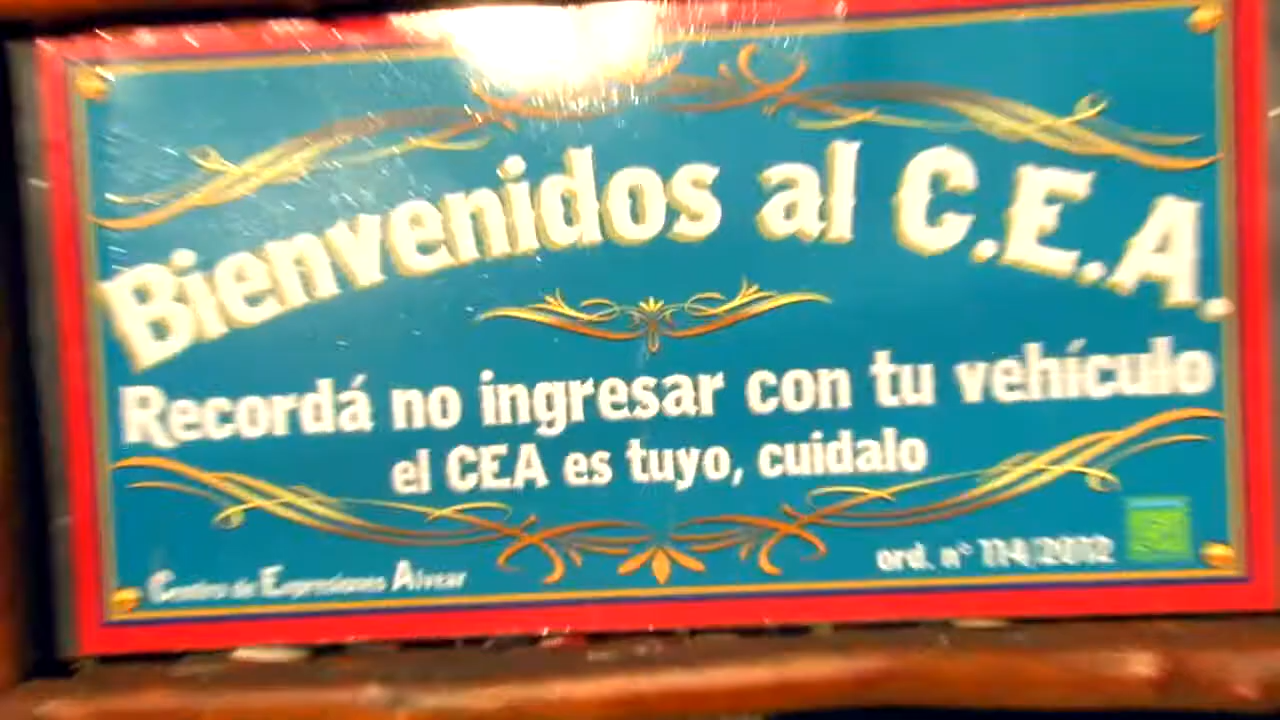 Bienvenidos al C.E.A.
Recordá no ingresar con tu vehículo
el CEA es tuyo, cuidalo
Centro de Expresiones Alvear
ord. n° 114/2012